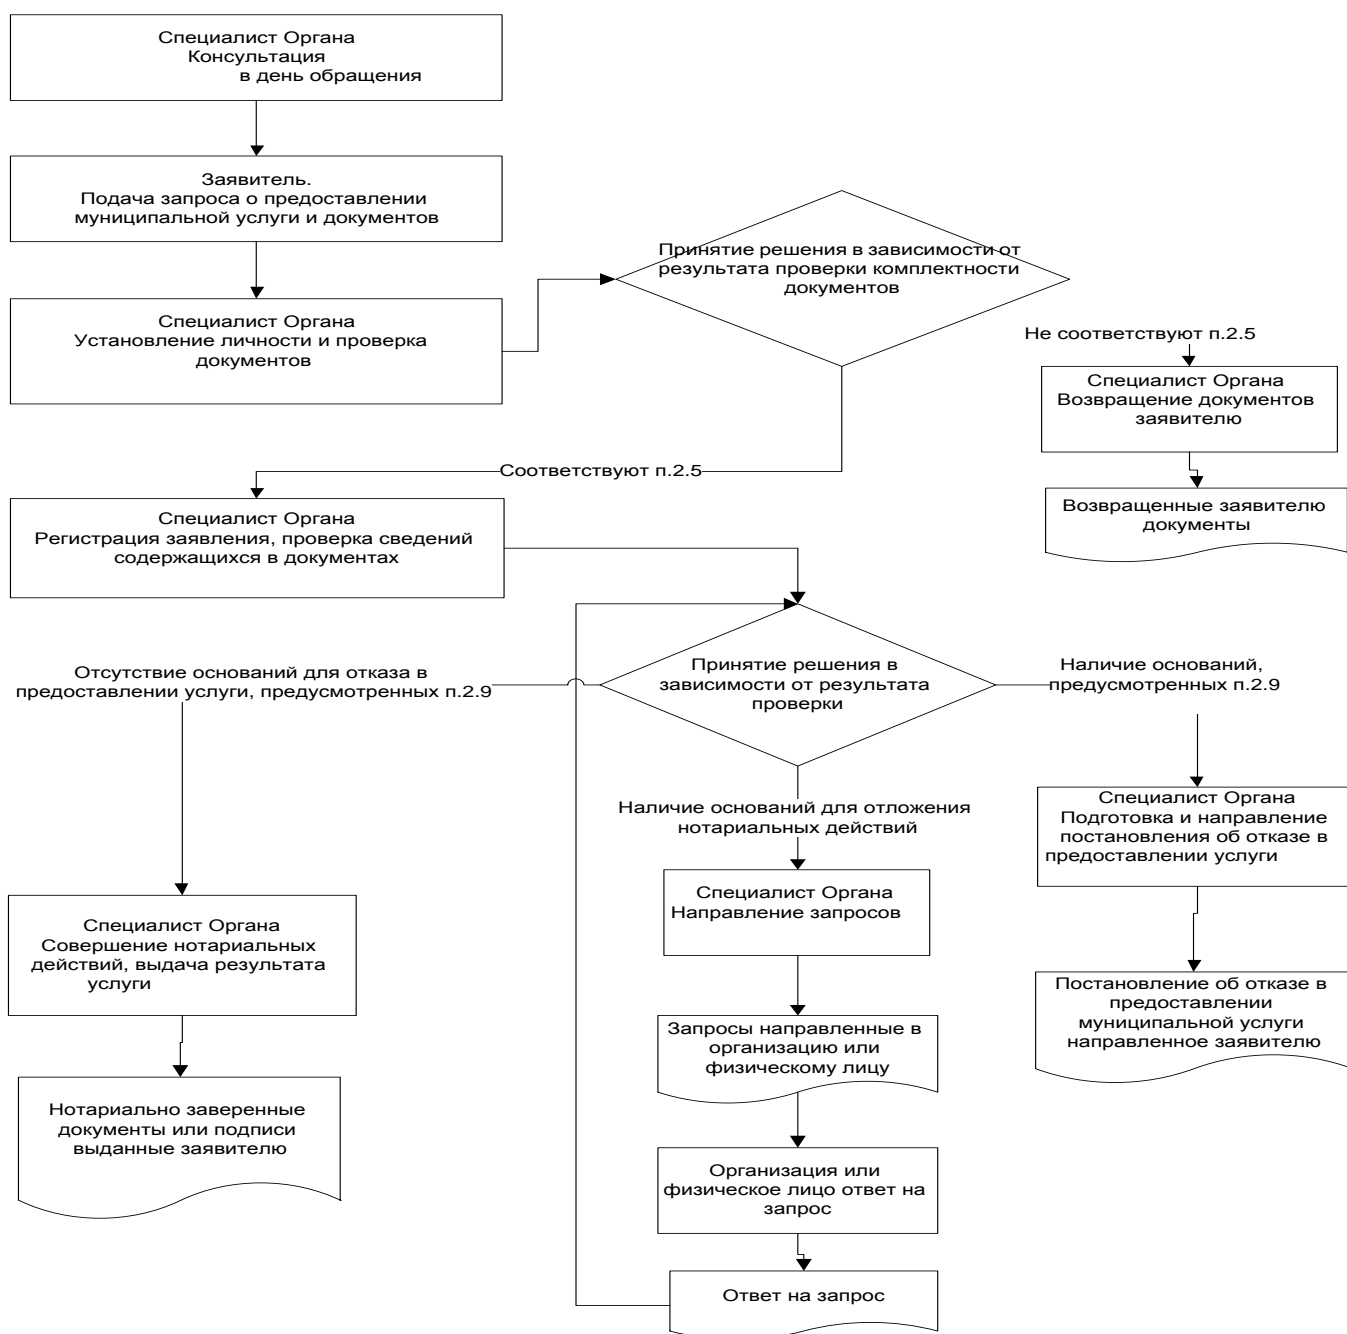 Специалист Органа
Консультация
в день обращения
Заявитель.
Подача запроса о предоставлении
муниципальной услуги и документов
Специалист Органа
Установление личности и проверка
документов
Принятие решения в зависимости от
результата проверки комплектности
документов
Не соответствуют п.2.5
Специалист Органа
Возвращение документов
заявителю
Возвращенные заявителю
документы
Соответствуют п.2.5
Специалист Органа
Регистрация заявления, проверка сведений
содержащихся в документах
Принятие решения в
зависимости от результата
проверки
Отсутствие оснований для отказа в
предоставлении услуги, предусмотренных п.2.9
Наличие оснований,
предусмотренных п.2.9
Наличие оснований для отложения
нотариальных действий
Специалист Органа
Подготовка и направление
постановления об отказе в
предоставлении услуги
Специалист Органа
Направление запросов
Специалист Органа
Совершение нотариальных
действий, выдача результата
услуги
Постановление об отказе в
предоставлении
муниципальной услуги
направленное заявителю
Запросы направленные в
организацию или
физическому лицу
Нотариально заверенные
документы или подписи
выданные заявителю
Организация или
физическое лицо ответ на
запрос
Ответ на запрос